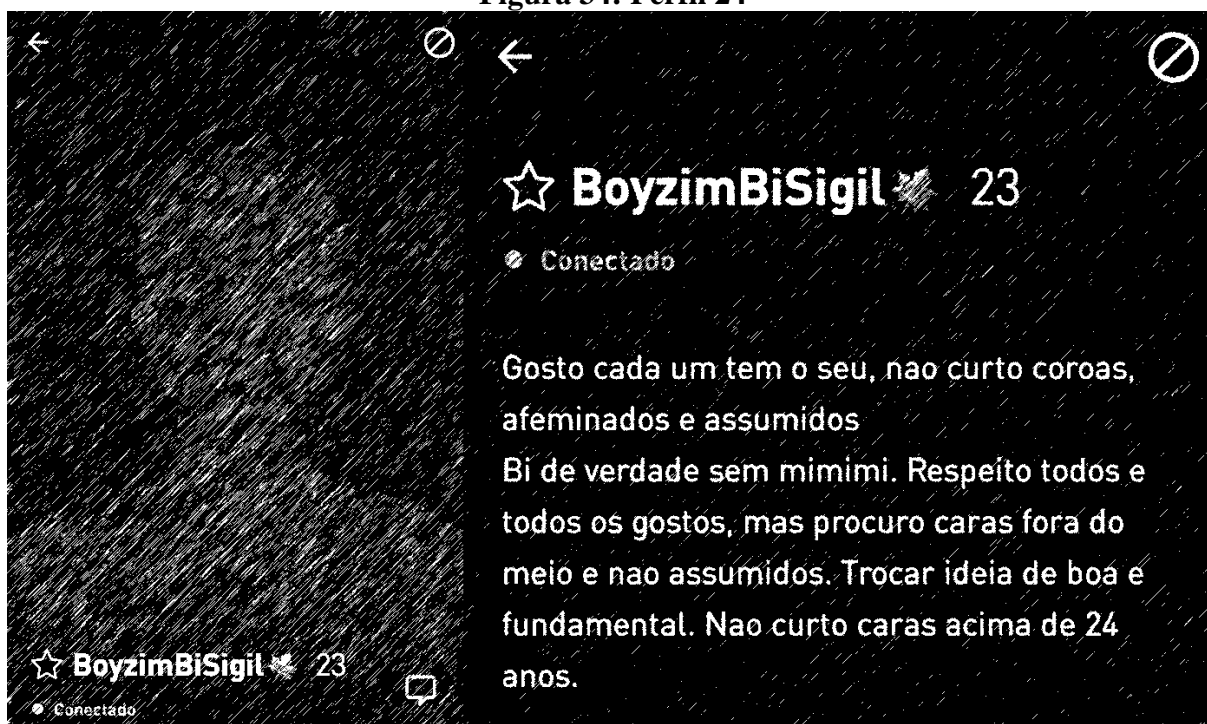 Figura 34: Perfil 24
BoyzimBiSigil 23
Conectado
BoyzimBiSigil 23
Conectado
Gosto cada um tem o seu, nao curto coroas,
afeminados e assumidos
Bi de verdade sem mimimi. Respeito todos e
todos os gostos, mas procuro caras fora do
meio e nao assumidos. Trocar ideia de boa e
fundamental. Nao curto caras acima de 24
anos.